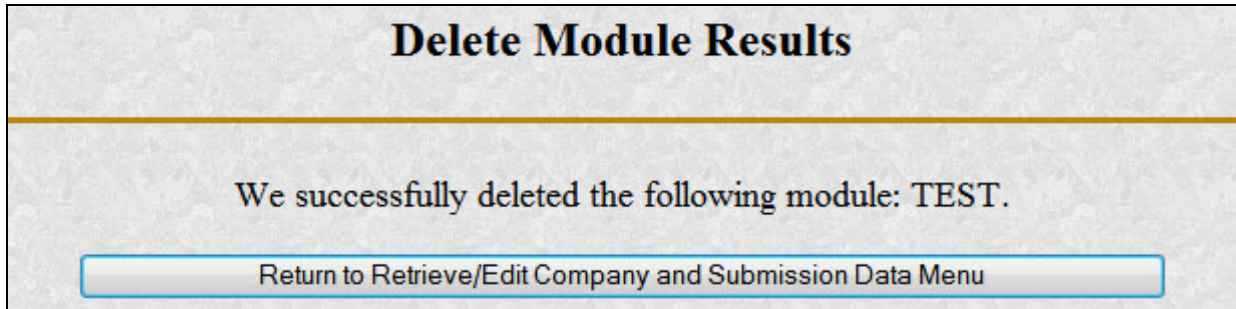 Delete Module Results
We successfully deleted the following module: TEST.
Return to Retrieve/Edit Company and Submission Data Menu